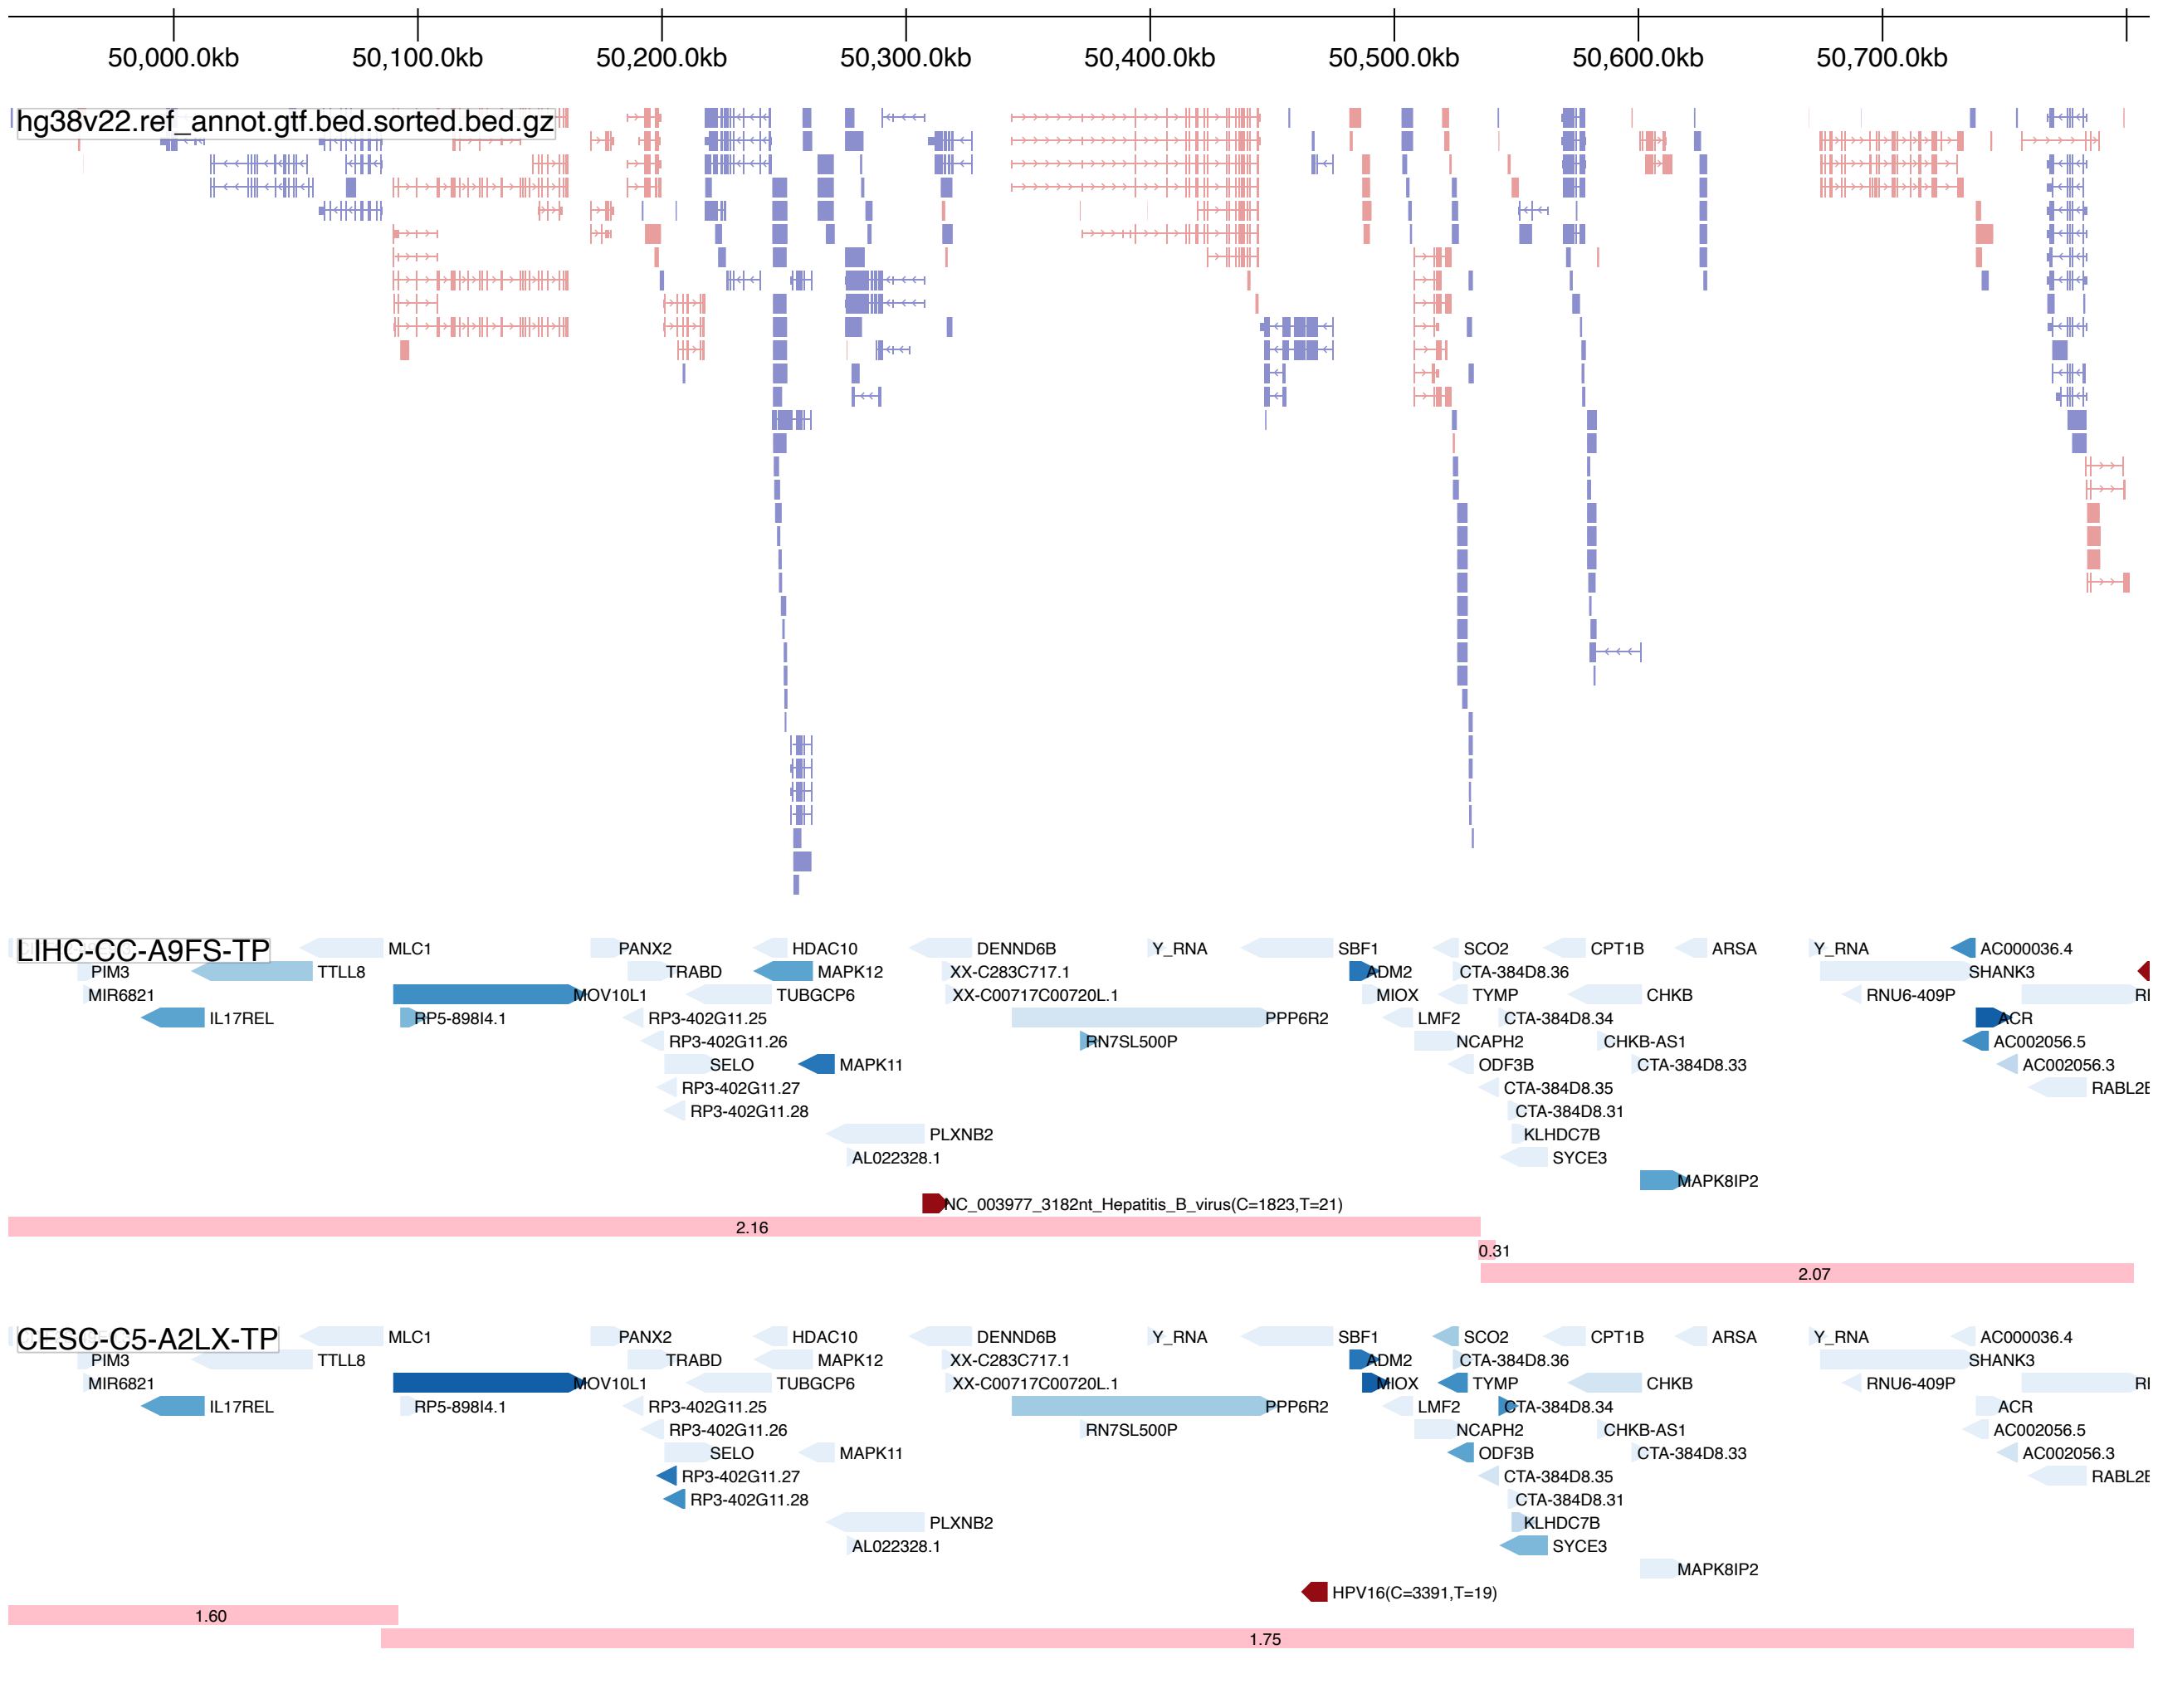 50,000.0kb 50,100.0kb 50,200.0kb 50,300.0kb 50,400.0kb 50,500.0kb 50,600.0kb 50,700.0kb
hg38v22.ref_annot.gtf.bed.sorted.bed.gz
LIHC-CC-A9FS-TP MLC1 PANX2 HDAC10 DENND6B Y_RNA SBF1 SCO2 CPT1B ARSA Y_RNA AC000036.4
PIM3 TTLL8 TRABD MAPK12 XX-C283C717.1 ADM2 CTA-384D8.36 SHANK3
MIR6821 MOV10L1 TUBGCP6 XX-C00717C00720L.1 MIOX TYMP CHKB RNU6-409P
IL17REL RP5-898I4.1 RP3-402G11.25 PPP6R2 LMF2 CTA-384D8.34 ACR
RP3-402G11.26 RN7SL500P NCAPH2 CHKB-AS1 AC002056.5
SELO MAPK11 ODF3B CTA-384D8.33 AC002056.3
RP3-402G11.27 CTA-384D8.35
RP3-402G11.28 CTA-384D8.31
PLXNB2 KLHDC7B
AL022328.1 SYCE3
MAPK8IP2
NC_003977_3182nt_Hepatitis_B_virus(C=1823,T=21)
2.16
0.31
2.07
CESC-C5-A2LX-TP MLC1 PANX2 HDAC10 DENND6B Y_RNA SBF1 SCO2 CPT1B ARSA Y_RNA AC000036.4
PIM3 TTLL8 TRABD MAPK12 XX-C283C717.1 ADM2 CTA-384D8.36 SHANK3
MIR6821 MOV10L1 TUBGCP6 XX-C00717C00720L.1 MIOX TYMP CHKB RNU6-409P
IL17REL RP5-898I4.1 RP3-402G11.25 PPP6R2 LMF2 CTA-384D8.34 ACR
RP3-402G11.26 RN7SL500P NCAPH2 CHKB-AS1 AC002056.5
SELO MAPK11 ODF3B CTA-384D8.33 AC002056.3
RP3-402G11.27 CTA-384D8.35
RP3-402G11.28 CTA-384D8.31
PLXNB2 KLHDC7B
AL022328.1 SYCE3
MAPK8IP2
HPV16(C=3391,T=19)
1.60
1.75